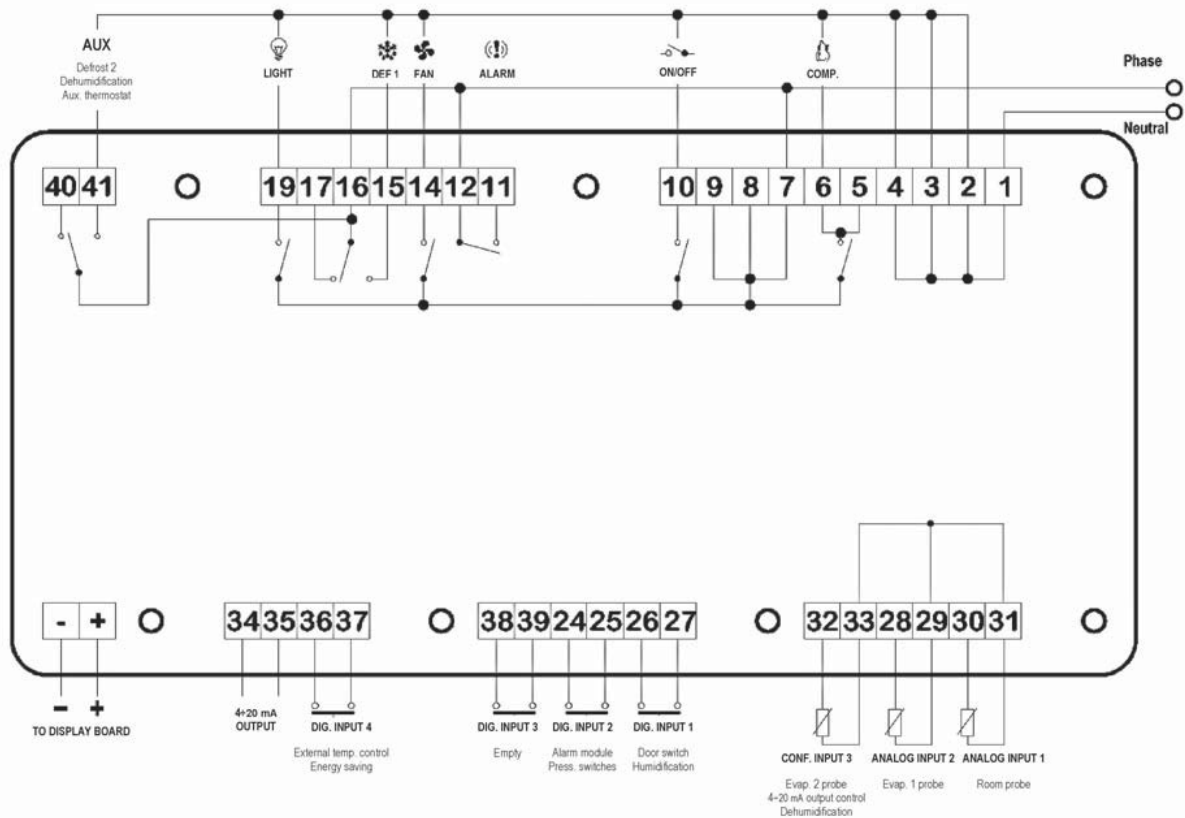 AUX
Defrost 2
Dehumidification
Aux. thermostat
LIGHT
DEF 1
FAN
ALARM
ON/OFF
COMP.
Phase
Neutral
40 41
19 17 16 15 14 12 11
10 9 8 7 6 5 4 3 2 1
- +
34 35 36 37
38 39 24 25 26 27
32 33 28 29 30 31
- +
TO DISPLAY BOARD
4÷20 mA
OUTPUT
DIG. INPUT 4
External temp. control
Energy saving
DIG. INPUT 3
Empty
DIG. INPUT 2
Alarm module
Press. switches
DIG. INPUT 1
Door switch
Humidification
CONF. INPUT 3
Evap. 2 probe
4÷20 mA output control
Dehumidification
ANALOG INPUT 2
Evap. 1 probe
ANALOG INPUT 1
Room probe